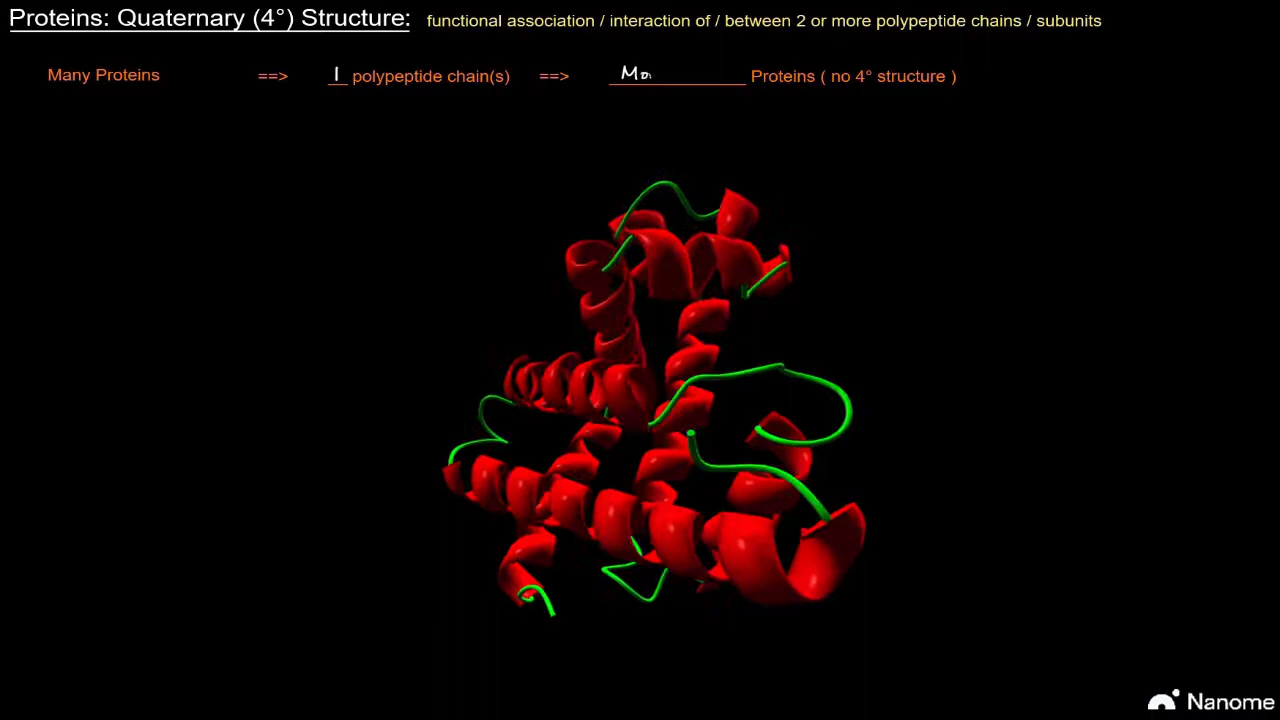 Proteins: Quaternary (4°) Structure: functional association / interaction of / between 2 or more polypeptide chains / subunits
Many Proteins ==> 1 polypeptide chain(s) ==> Mo Proteins ( no 4° structure )
Nanome